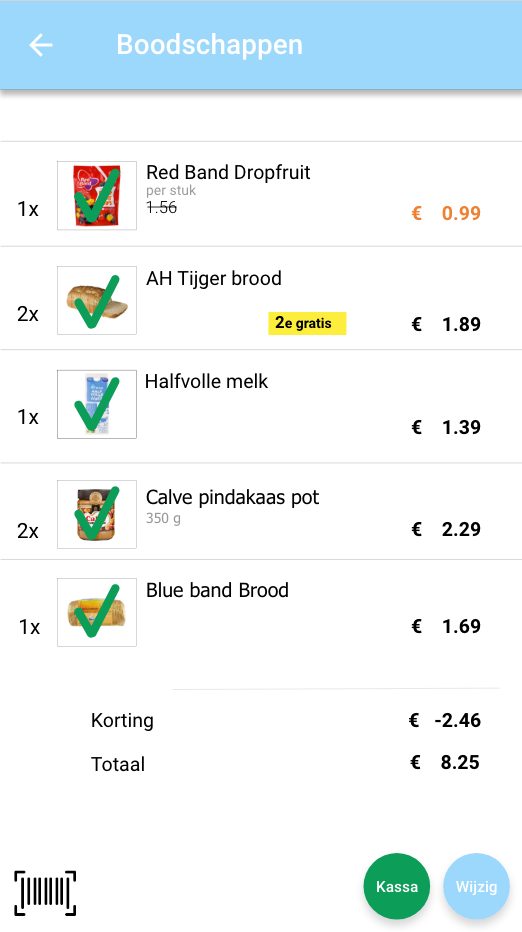 Boodschappen
Red Band Dropfruit
per stuk
1.56
1x
€ 0.99
AH Tijger brood
2x
2e gratis
€ 1.89
Halfvolle melk
1x
€ 1.39
Calve pindakaas pot
350 g
2x
€ 2.29
Blue band Brood
1x
€ 1.69
Korting € -2.46
Totaal € 8.25
Kassa Wijzig